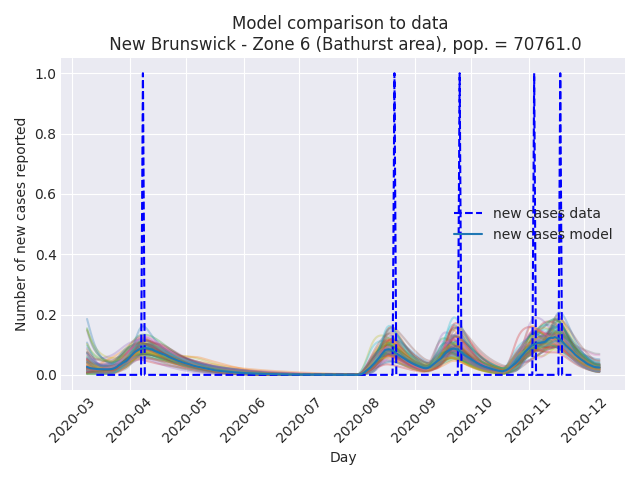 Model comparison to data
New Brunswick - Zone 6 (Bathurst area), pop. = 70761.0
Number of new cases reported
1.0
0.8
0.6
0.4
0.2
0.0
new cases data
new cases model
2020-03
2020-04
2020-05
2020-06
2020-07
2020-08
2020-09
2020-10
2020-11
2020-12
Day